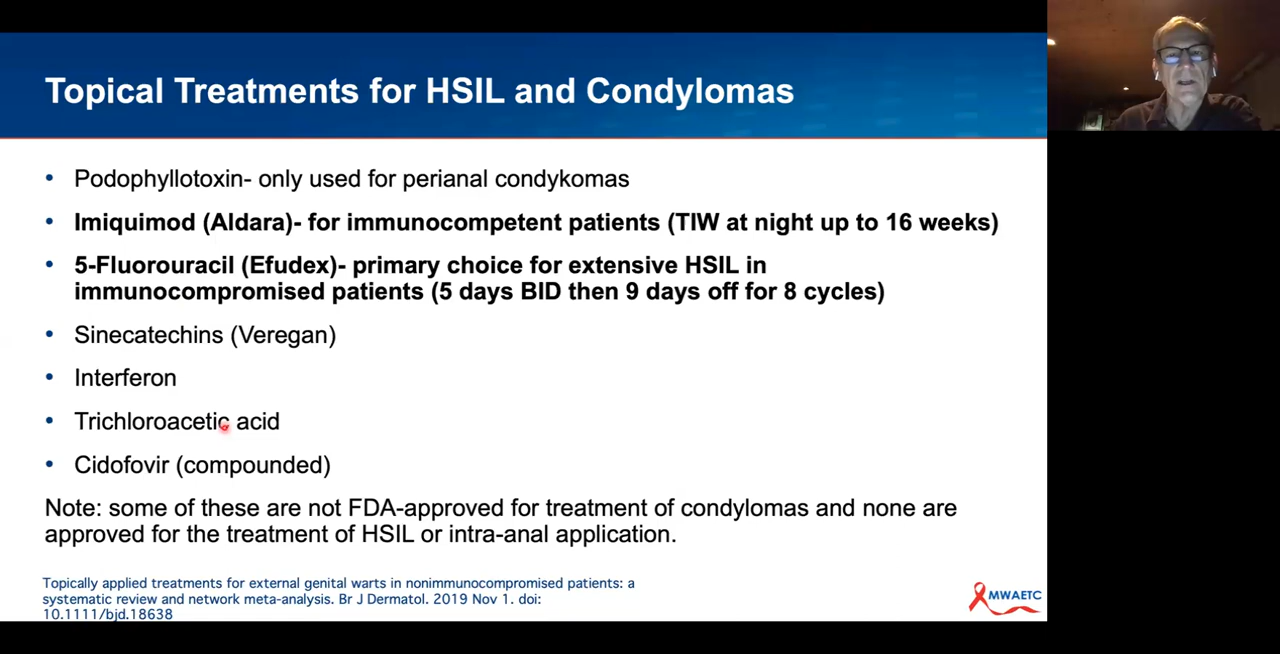 Topical Treatments for HSIL and Condylomas
• Podophyllotoxin- only used for perianal condykomas
• Imiquimod (Aldara)- for immunocompetent patients (TIW at night up to 16 weeks)
• 5-Fluorouracil (Efudex)- primary choice for extensive HSIL in
immunocompromised patients (5 days BID then 9 days off for 8 cycles)
• Sinecatechins (Veregan)
• Interferon
• Trichloroacetic acid
• Cidofovir (compounded)
Note: some of these are not FDA-approved for treatment of condylomas and none are
approved for the treatment of HSIL or intra-anal application.
Topically applied treatments for external genital warts in nonimmunocompromised patients: a
systematic review and network meta-analysis. Br J Dermatol. 2019 Nov 1. doi:
10.1111/bjd.18638
MWAETC